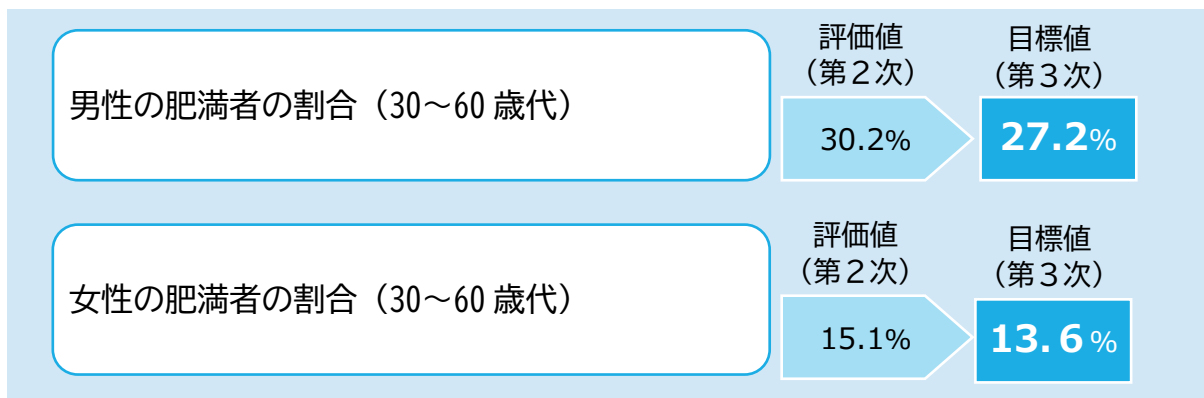 評価値
（第２次）
目標値
（第３次）
男性の肥満者の割合（30～60 歳代）
30.2%
27.2%
評価値
（第２次）
目標値
（第３次）
女性の肥満者の割合（30～60 歳代）
15.1%
13.６%